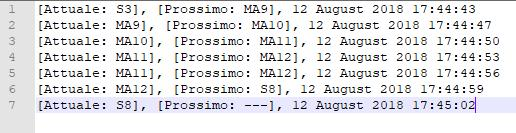 1 [Attuale: S3], [Prossimo: MA9], 12 August 2018 17:44:43
2 [Attuale: MA9], [Prossimo: MA10], 12 August 2018 17:44:47
3 [Attuale: MA10], [Prossimo: MA11], 12 August 2018 17:44:50
4 [Attuale: MA11], [Prossimo: MA12], 12 August 2018 17:44:53
5 [Attuale: MA11], [Prossimo: MA12], 12 August 2018 17:44:56
6 [Attuale: MA12], [Prossimo: S8], 12 August 2018 17:44:59
7 [Attuale: S8], [Prossimo: ---], 12 August 2018 17:45:02